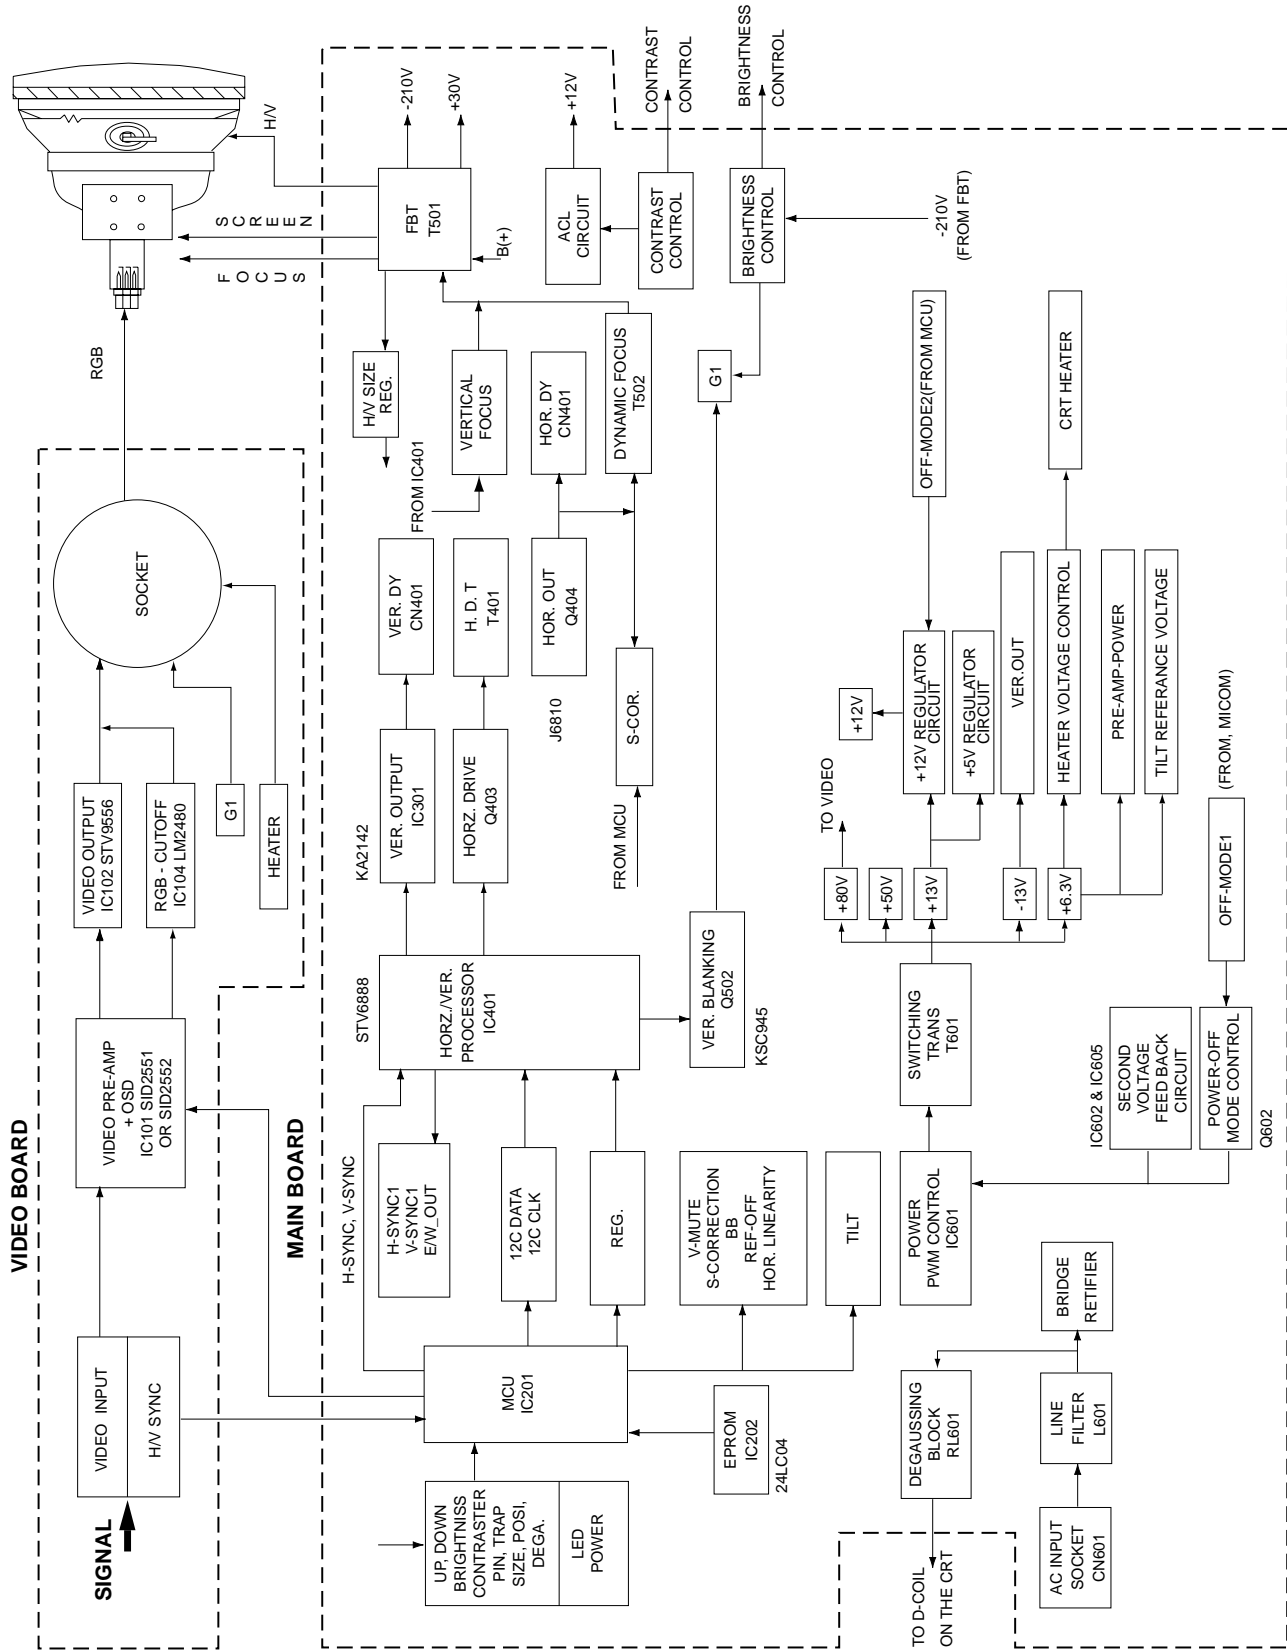 VIDEO BOARD
SIGNAL
VIDEO INPUT
H/V SYNC
VIDEO PRE-AMP
+ OSD
IC101 SID2551
OR SID2552
VIDEO OUTPUT
IC102 STV9556
RGB - CUTOFF
IC104 LM2480
G1
HEATER
SOCKET
RGB
F O C U S
S C R E E N
H/V
MAIN BOARD
UP, DOWN
BRIGHTNISS
CONTRASTER
PIN, TRAP
SIZE, POSI,
DEGA.
LED
POWER
MCU
IC201
EPROM
IC202
24LC04
H-SYNC, V-SYNC
H-SYNC1
V-SYNC1
E/W_OUT
12C DATA
12C CLK
REG.
V-MUTE
S-CORRECTION
BB
REF-OFF
HOR. LINEARITY
TILT
STV6888
HORZ./VER.
PROCESSOR
IC401
VER. BLANKING
Q502
KSC945
KA2142
VER. OUTPUT
IC301
HORZ. DRIVE
Q403
VER. DY
CN401
H. D. T
T401
J6810
HOR. OUT
Q404
FROM MCU
S-COR.
H/V SIZE
REG.
FROM IC401
VERTICAL
FOCUS
HOR. DY
CN401
DYNAMIC FOCUS
T502
G1
FBT
T501
B(+)
-210V
+30V
ACL
CIRCUIT
+12V
CONTRAST
CONTROL
CONTRAST
CONTROL
BRIGHTNESS
CONTROL
BRIGHTNESS
CONTROL
-210V
(FROM FBT)
TO D-COIL
ON THE CRT
DEGAUSSING
BLOCK
RL601
AC INPUT
SOCKET
CN601
LINE
FILTER
L601
BRIDGE
RETIFIER
POWER
PWM CONTROL
IC601
SWITCHING
TRANS
T601
IC602 & IC605
SECOND
VOLTAGE
FEED BACK
CIRCUIT
POWER-OFF
MODE CONTROL
Q602
OFF-MODE1
(FROM, MICOM)
TO VIDEO
+80V
+50V
+13V
-13V
+6.3V
+12V
+12V REGULATOR
CIRCUIT
+5V REGULATOR
CIRCUIT
VER.OUT
HEATER VOLTAGE CONTROL
PRE-AMP-POWER
TILT REFERANCE VOLTAGE
OFF-MODE2(FROM MCU)
CRT HEATER